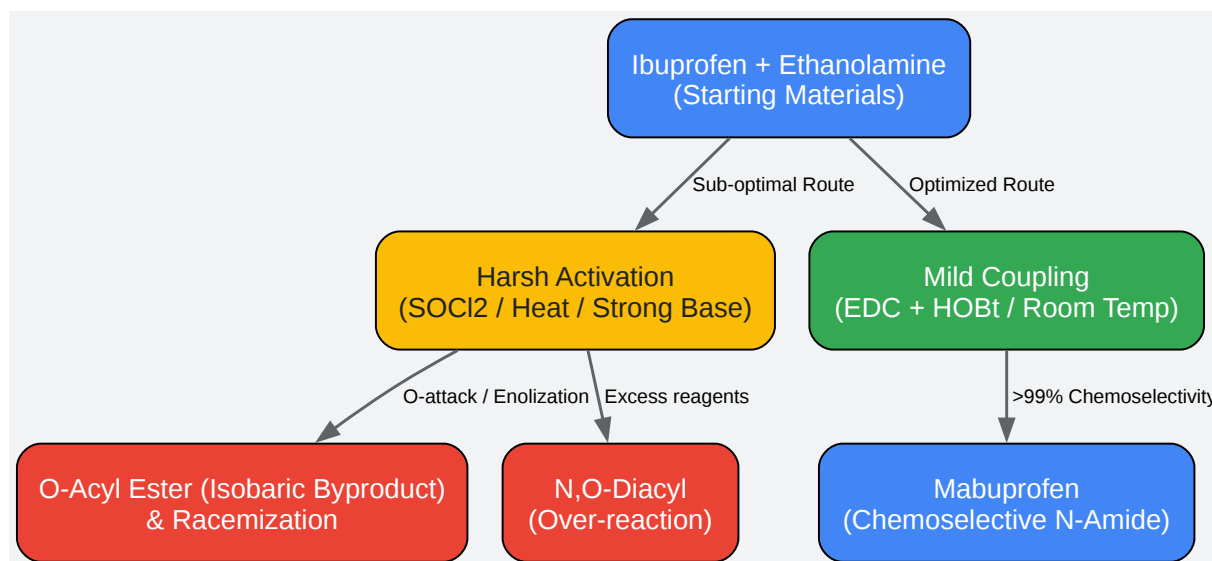 Ibuprofen + Ethanolamine
(Starting Materials)
Sub-optimal Route
Optimized Route
Harsh Activation
(SOCl2 / Heat / Strong Base)
Mild Coupling
(EDC + HOBt / Room Temp)
O-attack / Enolization
Excess reagents
>99% Chemoselectivity
O-Acyl Ester (Isobaric Byproduct)
& Racemization
N,O-Diacyl
(Over-reaction)
Mabuprofen
(Chemoselective N-Amide)